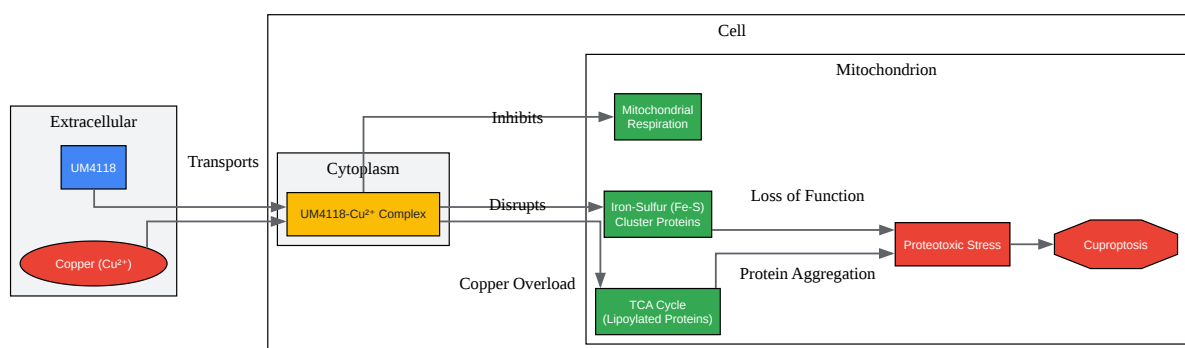 Cell
Mitochondrion
Extracellular
UM4118
Copper (Cu²⁺)
Transports
Cytoplasm
UM4118-Cu²⁺ Complex
Inhibits
Mitochondrial
Respiration
Disrupts
Iron-Sulfur (Fe-S)
Cluster Proteins
Copper Overload
TCA Cycle
(Lipoylated Proteins)
Loss of Function
Protein Aggregation
Proteotoxic Stress
Cuproptosis